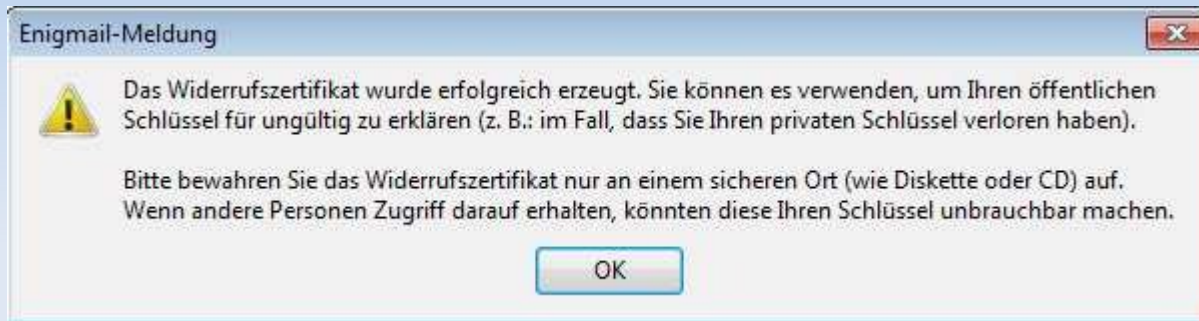 Enigmail-Meldung
Das Widerrufszertifikat wurde erfolgreich erzeugt. Sie können es verwenden, um Ihren öffentlichen
Schlüssel für ungültig zu erklären (z. B.: im Fall, dass Sie Ihren privaten Schlüssel verloren haben).
Bitte bewahren Sie das Widerrufszertifikat nur an einem sicheren Ort (wie Diskette oder CD) auf.
Wenn andere Personen Zugriff darauf erhalten, könnten diese Ihren Schlüssel unbrauchbar machen.
OK